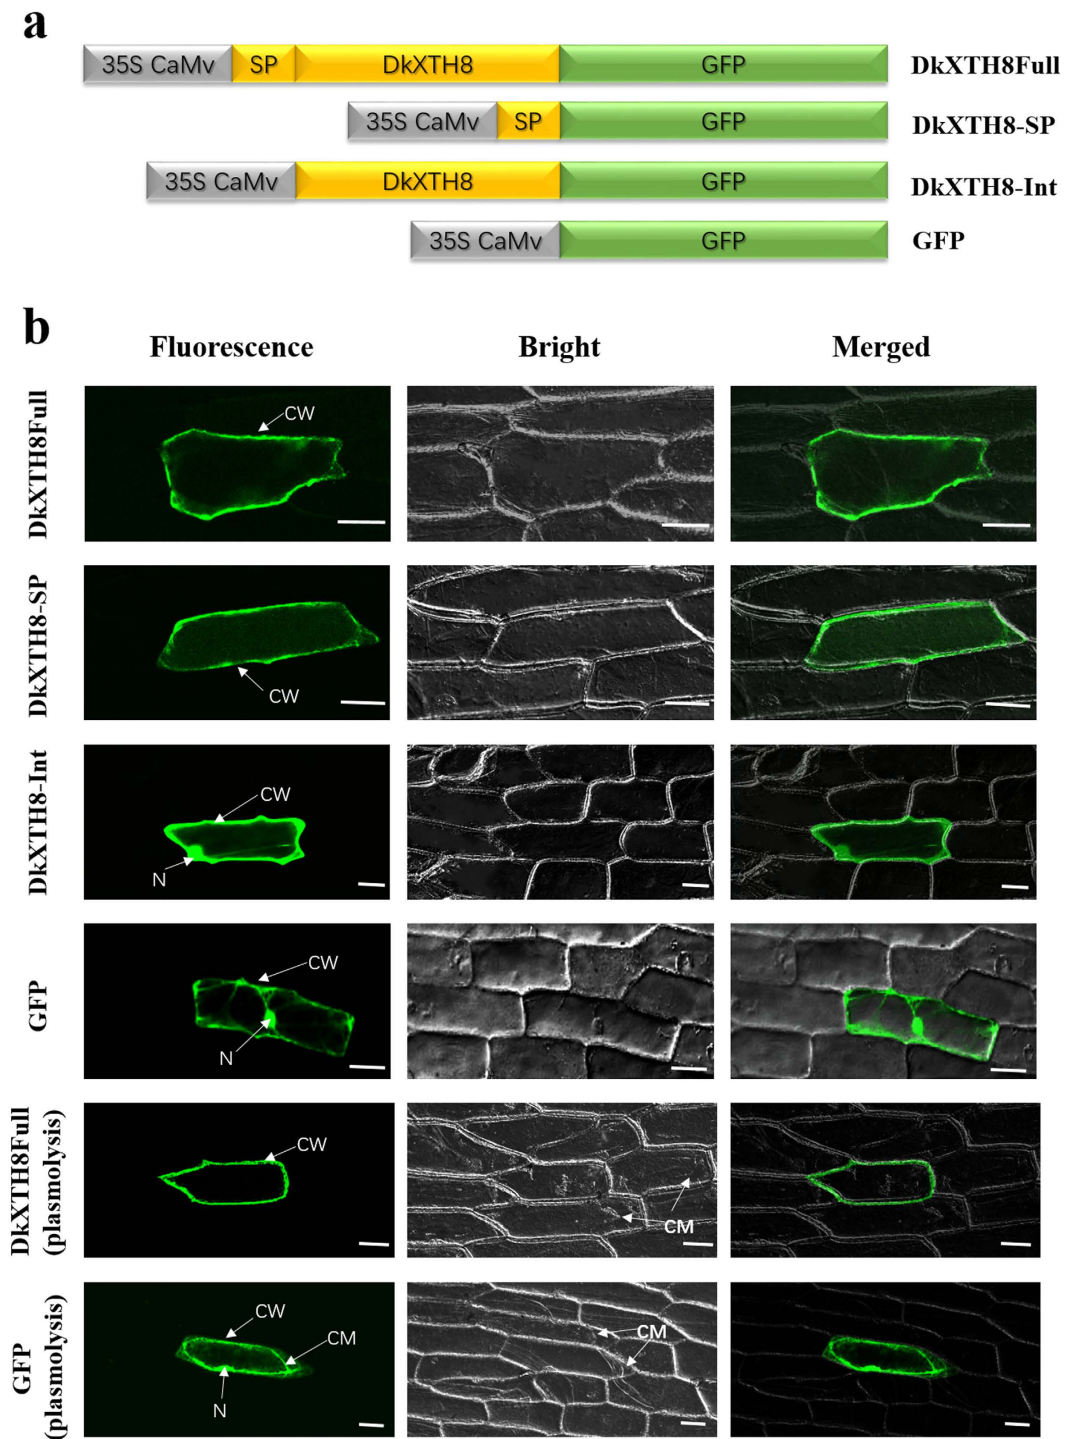 a
35S CaMv SP DkXTH8 GFP DkXTH8Full
35S CaMv SP GFP DkXTH8-SP
35S CaMv DkXTH8 GFP DkXTH8-Int
35S CaMv GFP GFP
b
Fluorescence Bright Merged
DkXTH8Full
CW
DkXTH8-SP
CW
DkXTH8-Int
CW
N
GFP
CW
N
DkXTH8Full
(plasmolysis)
CW
CM
GFP
(plasmolysis)
CW
CM
N
CM